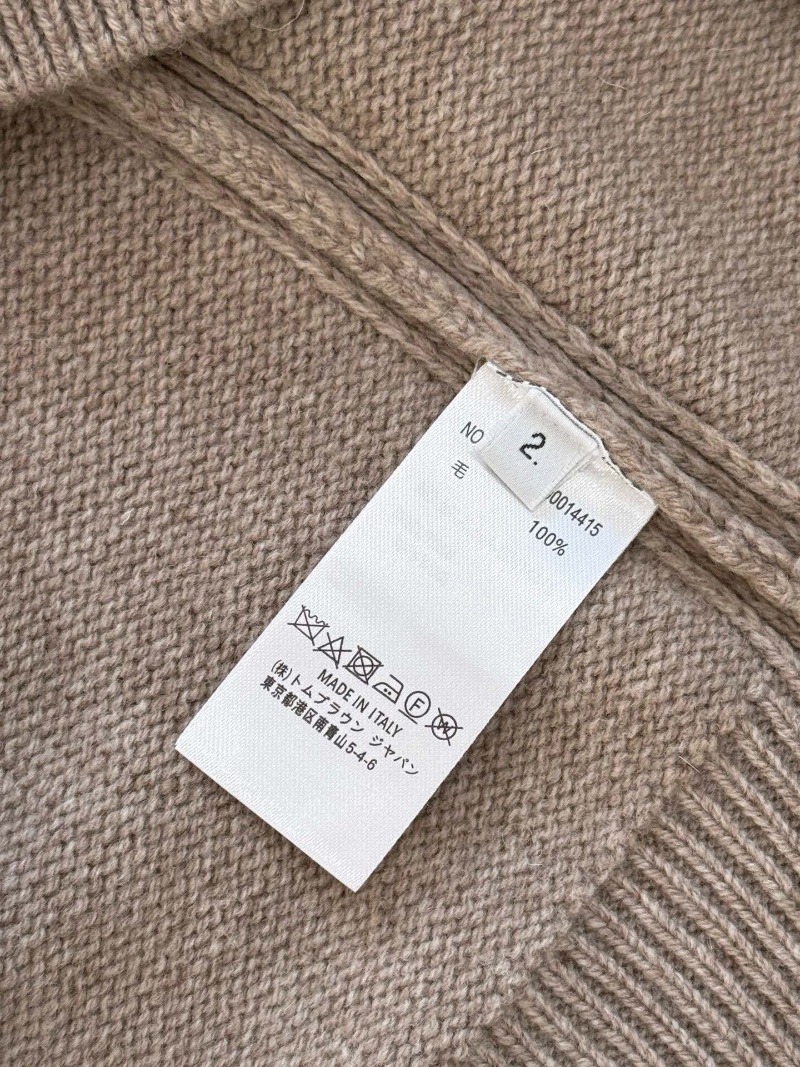 2.
NO 0014415
毛 100%
F
W
MADE IN ITALY
(株)トムブラウン ジャパン
東京都港区南青山5-4-6